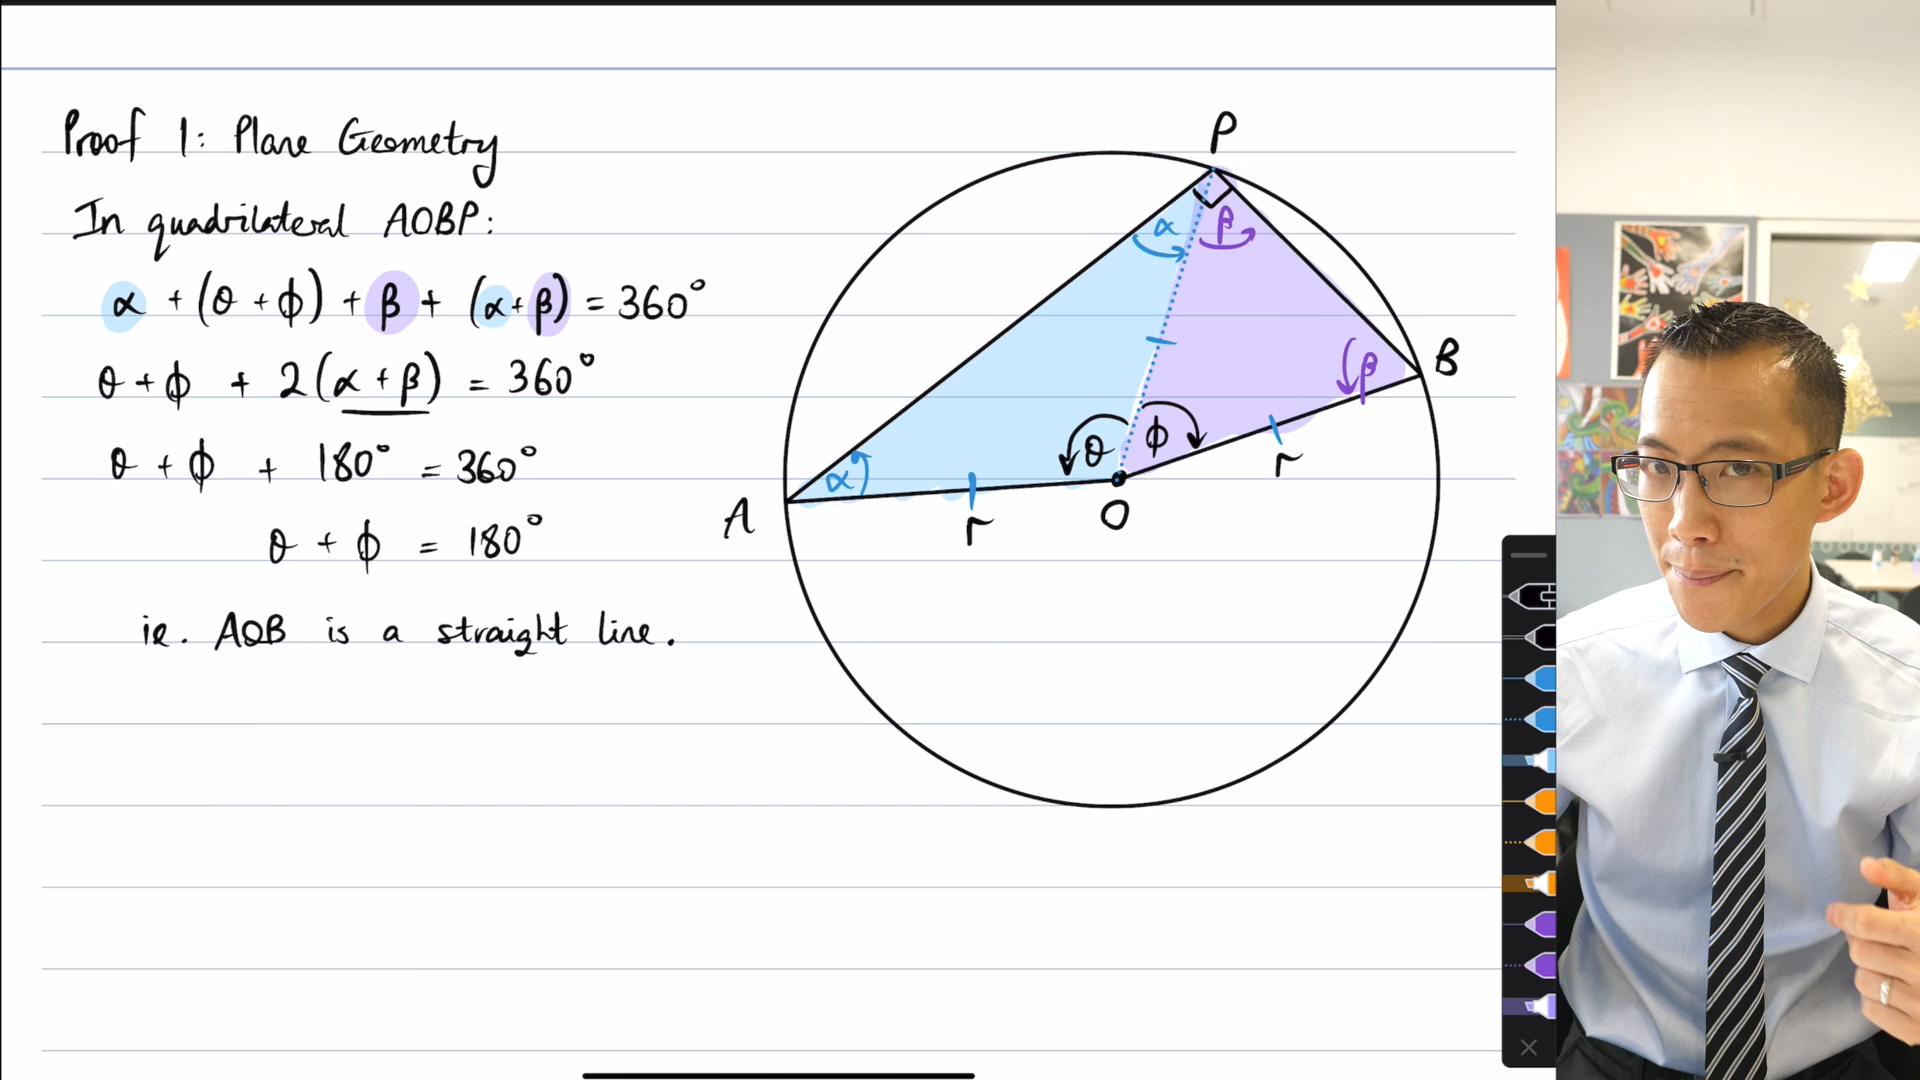 Proof 1: Plane Geometry
In quadrilateral AOBP:
α + (θ + ϕ) + β + (α + β) = 360°
θ + ϕ + 2(α + β) = 360°
θ + ϕ + 180° = 360°
θ + ϕ = 180°
ie. AOB is a straight line.
P
α β
B
β
θ ϕ
r
α
A
r
O